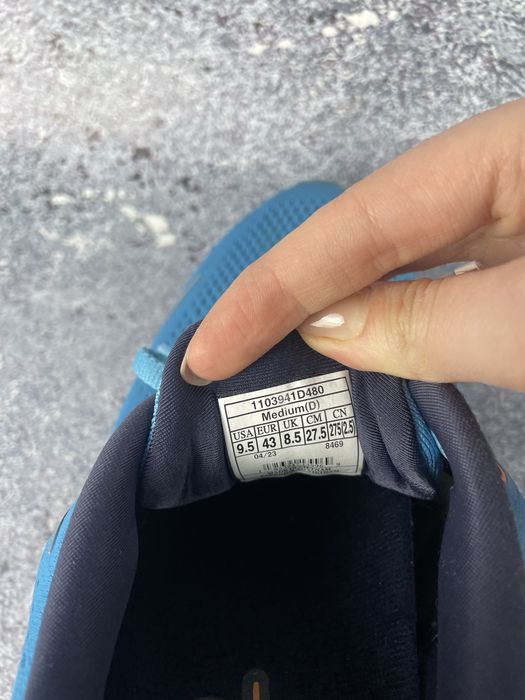 1103941D480
Medium(D)
USA EUR UK CM CN
9.5 43 8.5 27.5 275(2.5)
04/23 8469